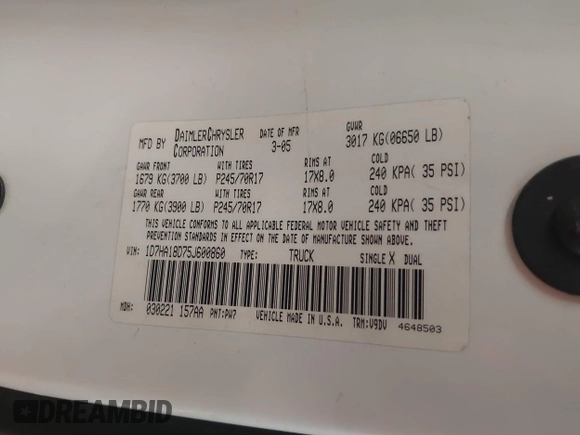 MFD BY DAIMLERCHRYSLER CORPORATION DATE OF MFR 3-05 GVWR 3017 KG(06650 LB)
GAWR FRONT WITH TIRES RIMS AT COLD
1679 KG(3700 LB) P245/70R17 17X8.0 240 KPA( 35 PSI)
GAWR REAR WITH TIRES RIMS AT COLD
1770 KG(3900 LB) P245/70R17 17X8.0 240 KPA( 35 PSI)
THIS VEHICLE CONFORMS TO ALL APPLICABLE FEDERAL MOTOR VEHICLE SAFETY AND THEFT
PREVENTION STANDARDS IN EFFECT ON THE DATE OF MANUFACTURE SHOWN ABOVE.
VIN: 1D7HA18D75J600860 TYPE: TRUCK SINGLE X DUAL
MDH: 030221 157AA PNT:PW7 VEHICLE MADE IN U.S.A. TRM:V9DV 4648503
DREAMBID